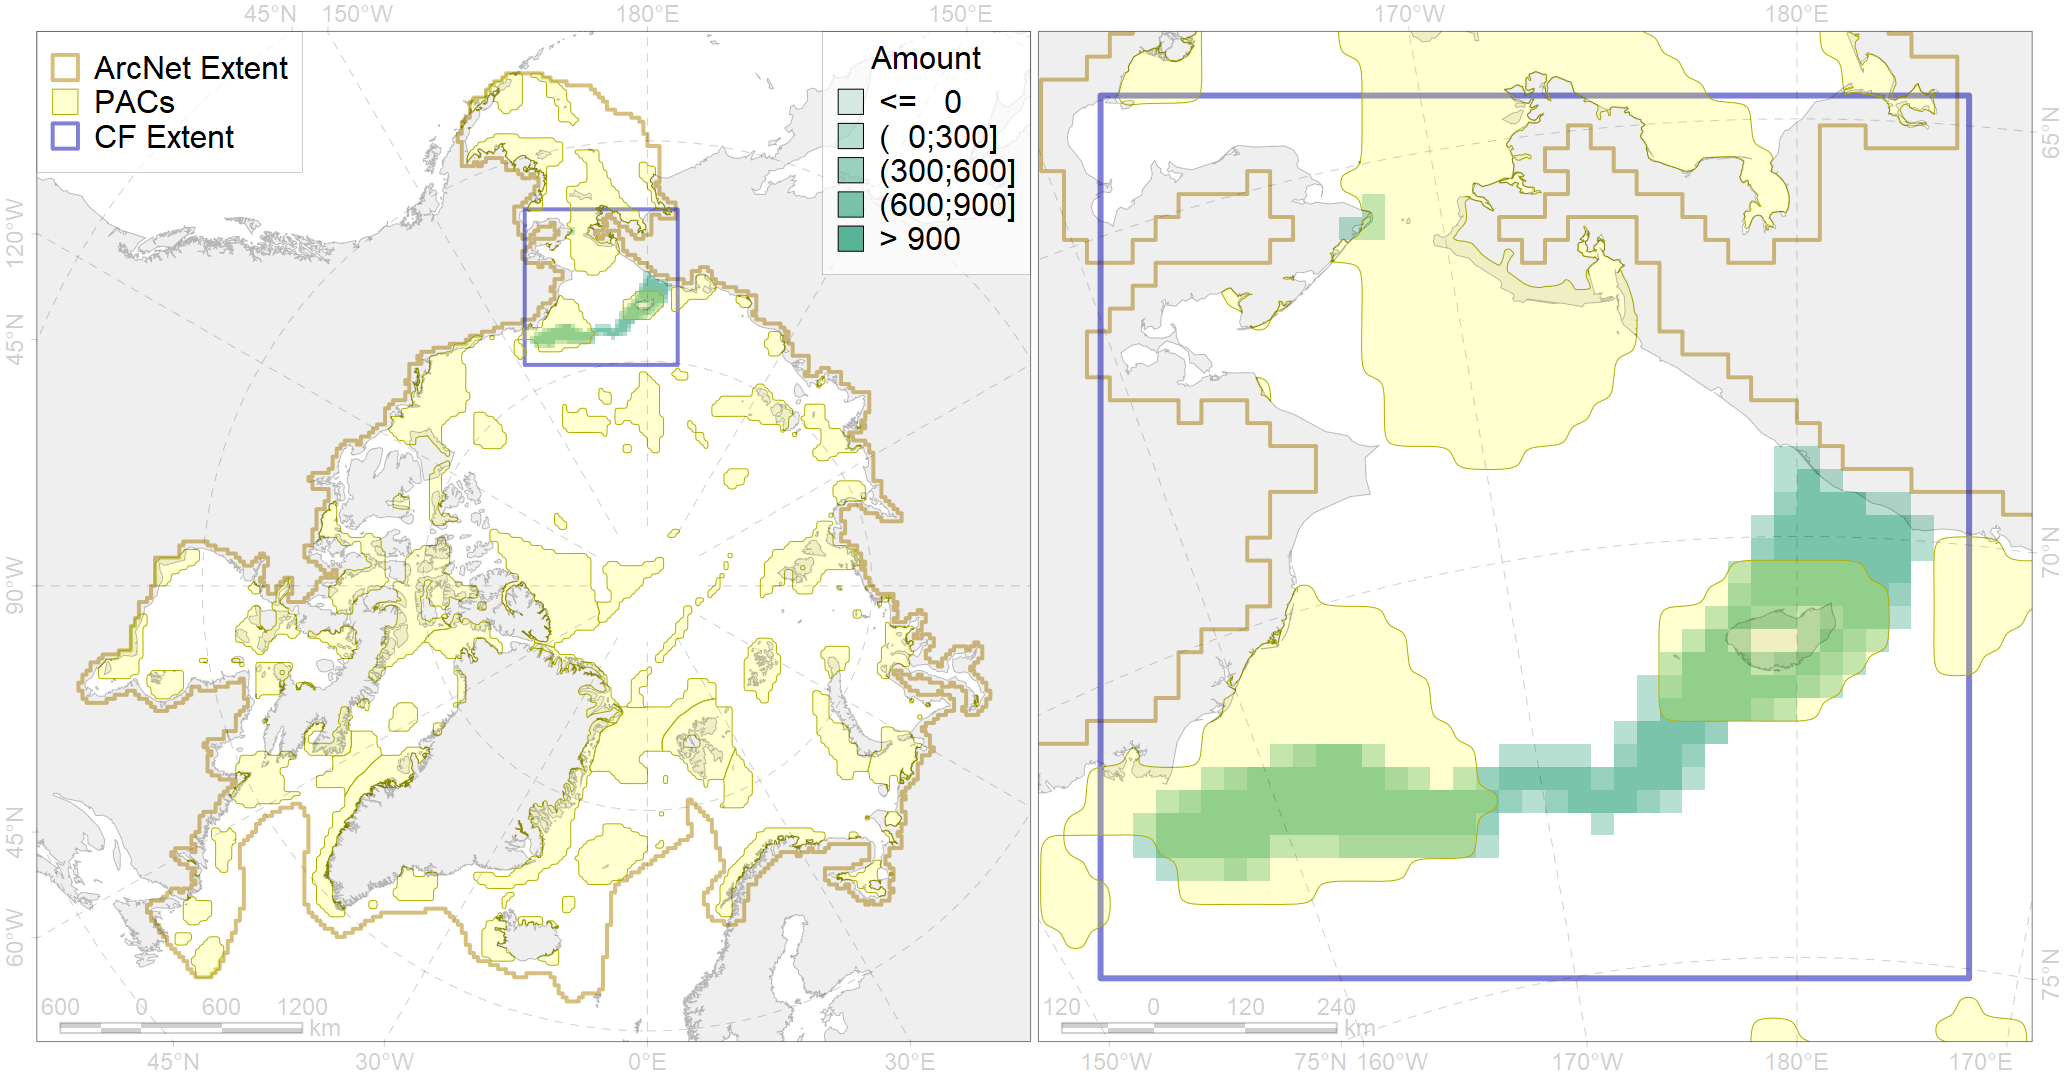 45°N 150°W 180°E 150°E 170°W 180°E
ArcNet Extent
PACs
CF Extent
Amount
<= 0
( 0;300]
(300;600]
(600;900]
> 900
120°W
45°N
90°W
45°N
60°W
65°N
70°N
75°N
600 0 600 1200
km
120 0 120 240
km
45°N 30°W 0°E 30°E 150°W 75°N 160°W 170°W 180°E 170°E